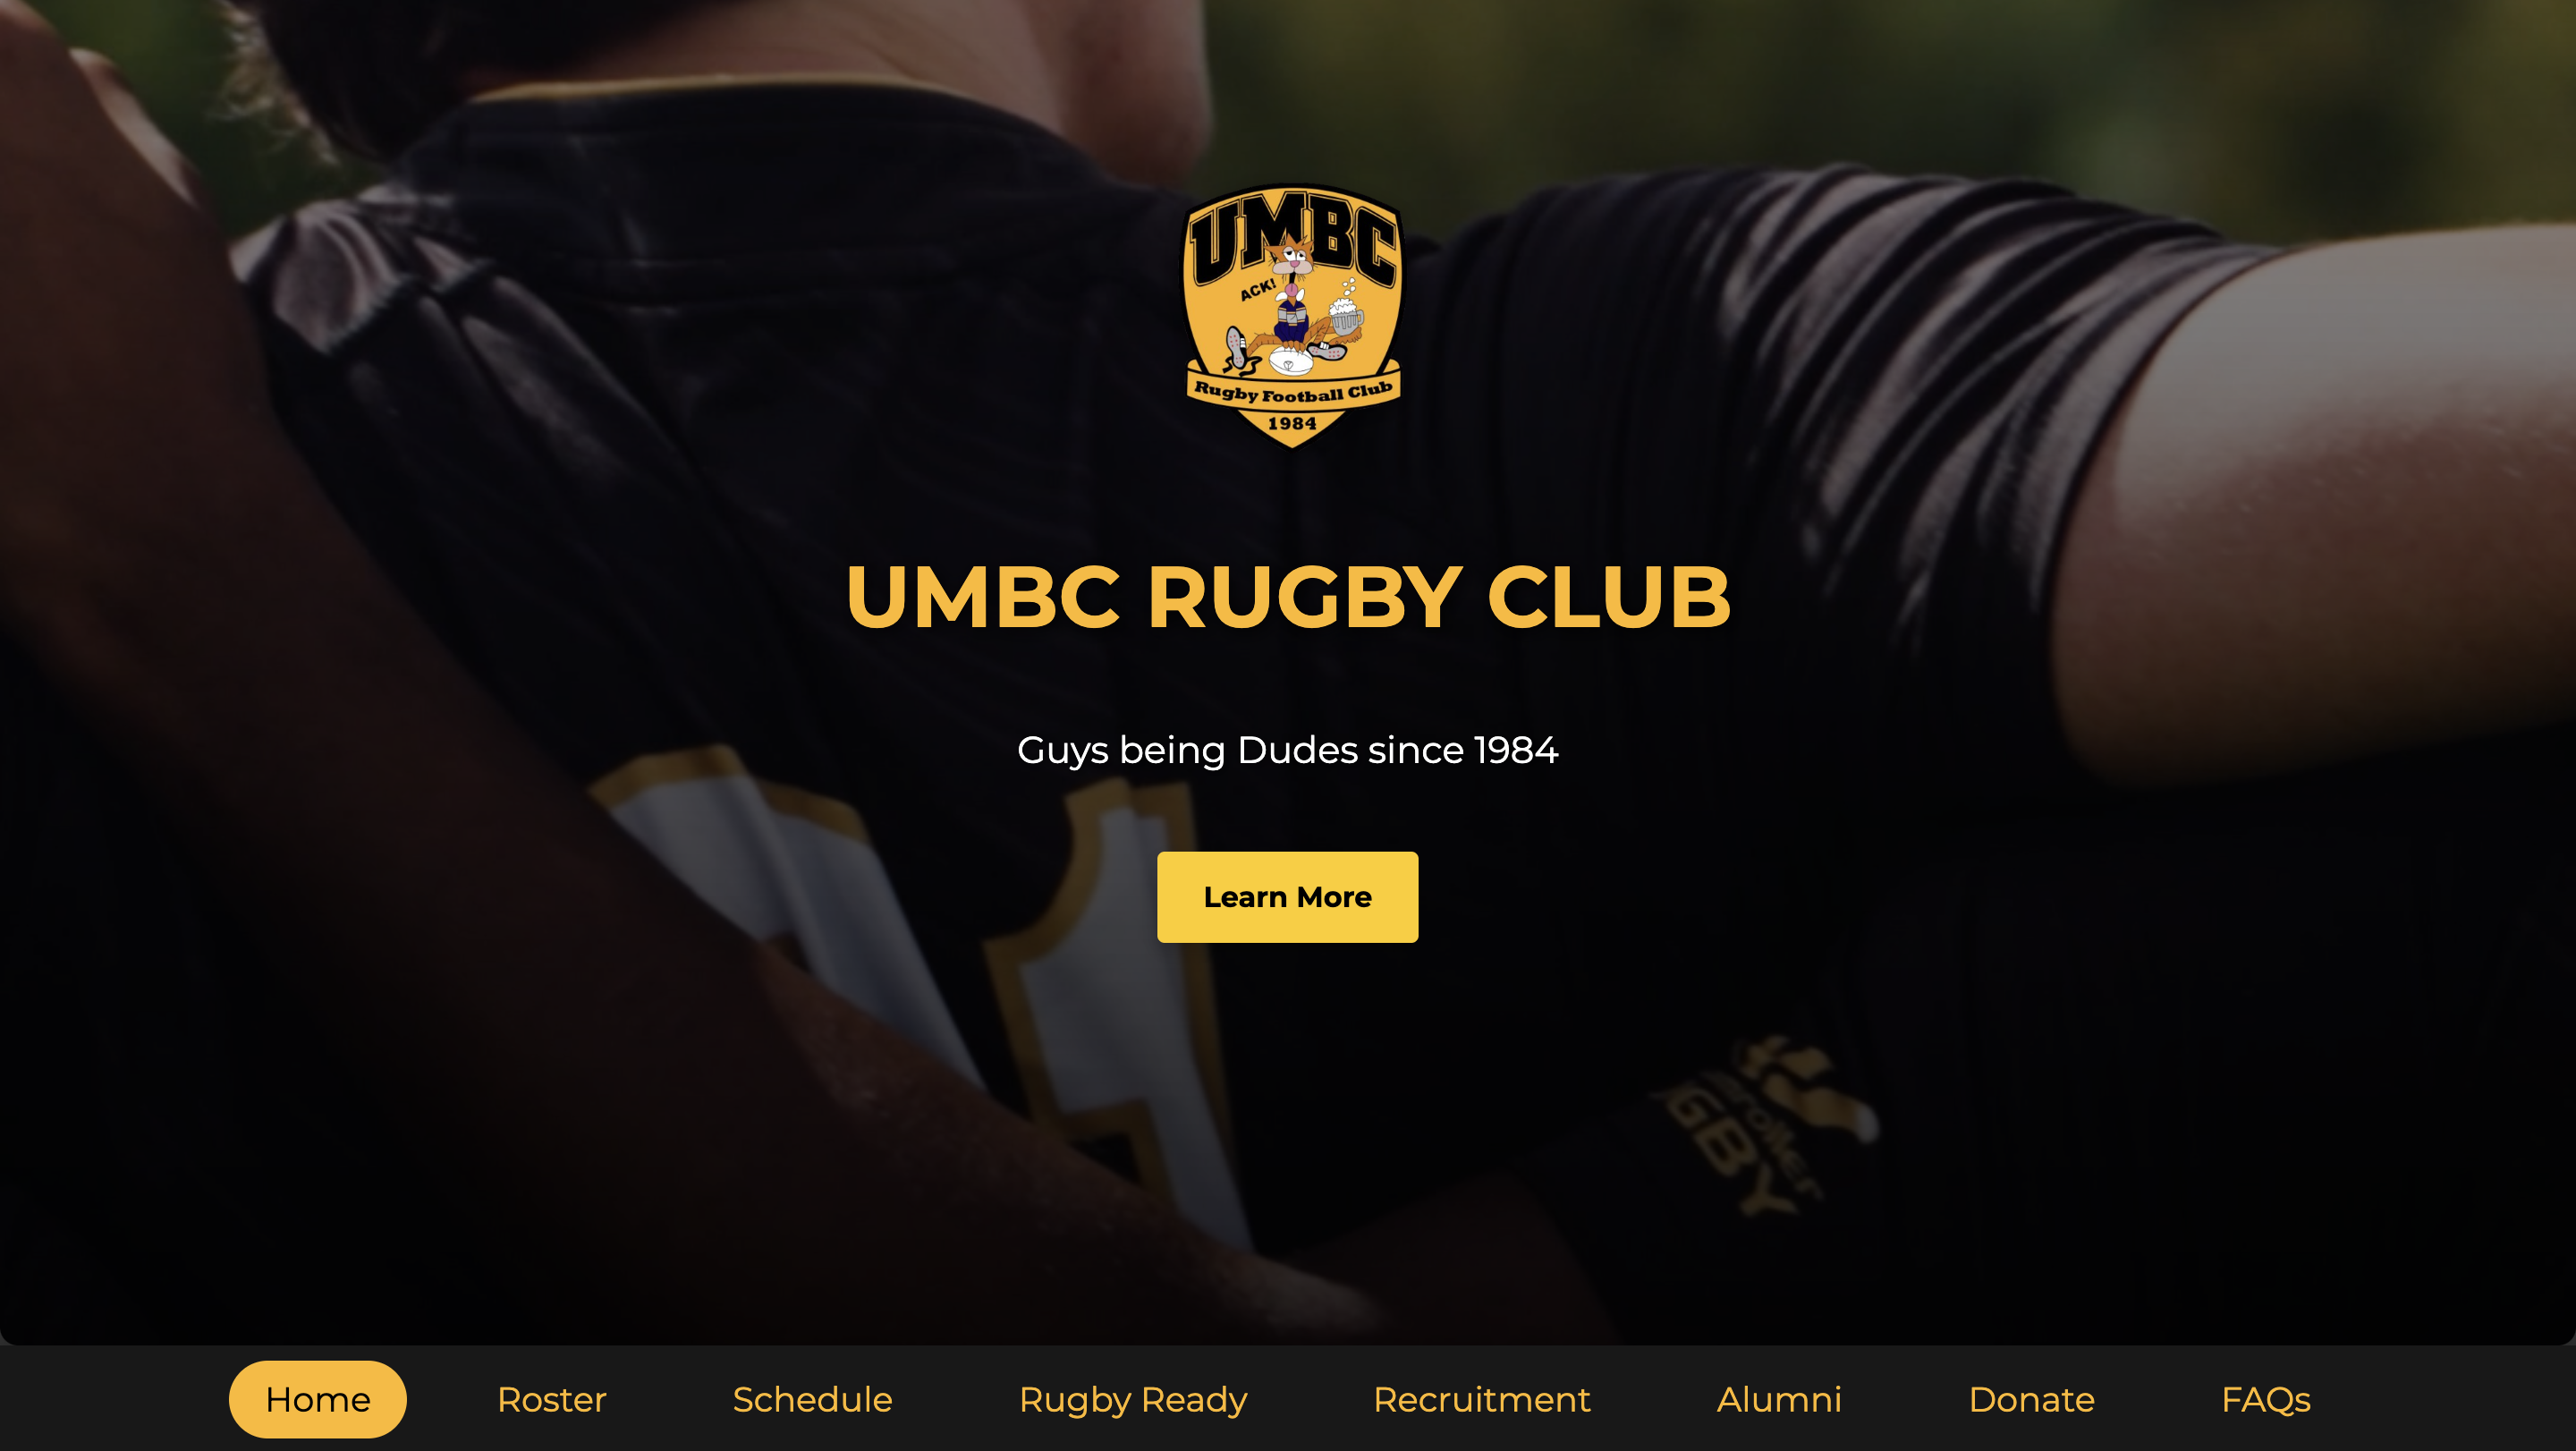 UMBC
ACK!
Rugby Football Club
1984
UMBC RUGBY CLUB
Guys being Dudes since 1984
Learn More
GBY
Home
Roster
Schedule
Rugby Ready
Recruitment
Alumni
Donate
FAQs